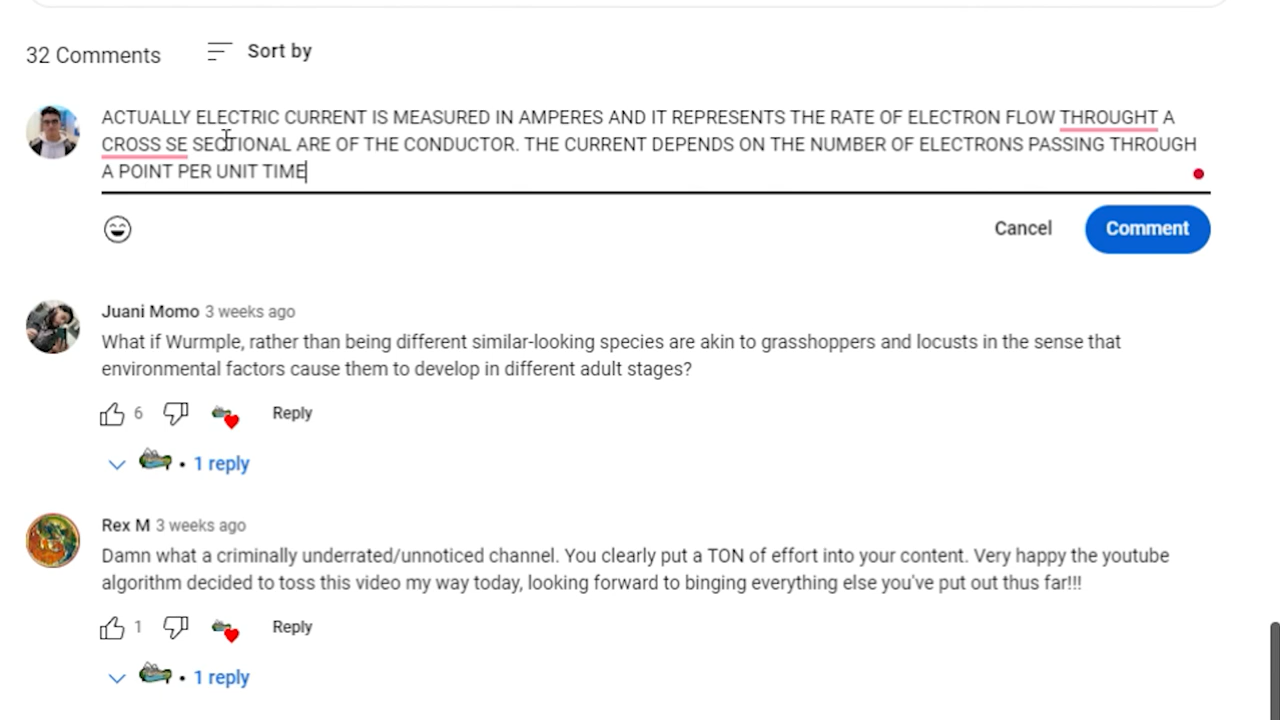 32 Comments
Sort by
ACTUALLY ELECTRIC CURRENT IS MEASURED IN AMPERES AND IT REPRESENTS THE RATE OF ELECTRON FLOW THROUGHT A
CROSS SE SECTIONAL ARE OF THE CONDUCTOR. THE CURRENT DEPENDS ON THE NUMBER OF ELECTRONS PASSING THROUGH
A POINT PER UNIT TIME
Cancel
Comment
Juani Momo 3 weeks ago
What if Wurmple, rather than being different similar-looking species are akin to grasshoppers and locusts in the sense that
environmental factors cause them to develop in different adult stages?
6
Reply
• 1 reply
Rex M 3 weeks ago
Damn what a criminally underrated/unnoticed channel. You clearly put a TON of effort into your content. Very happy the youtube
algorithm decided to toss this video my way today, looking forward to binging everything else you've put out thus far!!!
1
Reply
• 1 reply